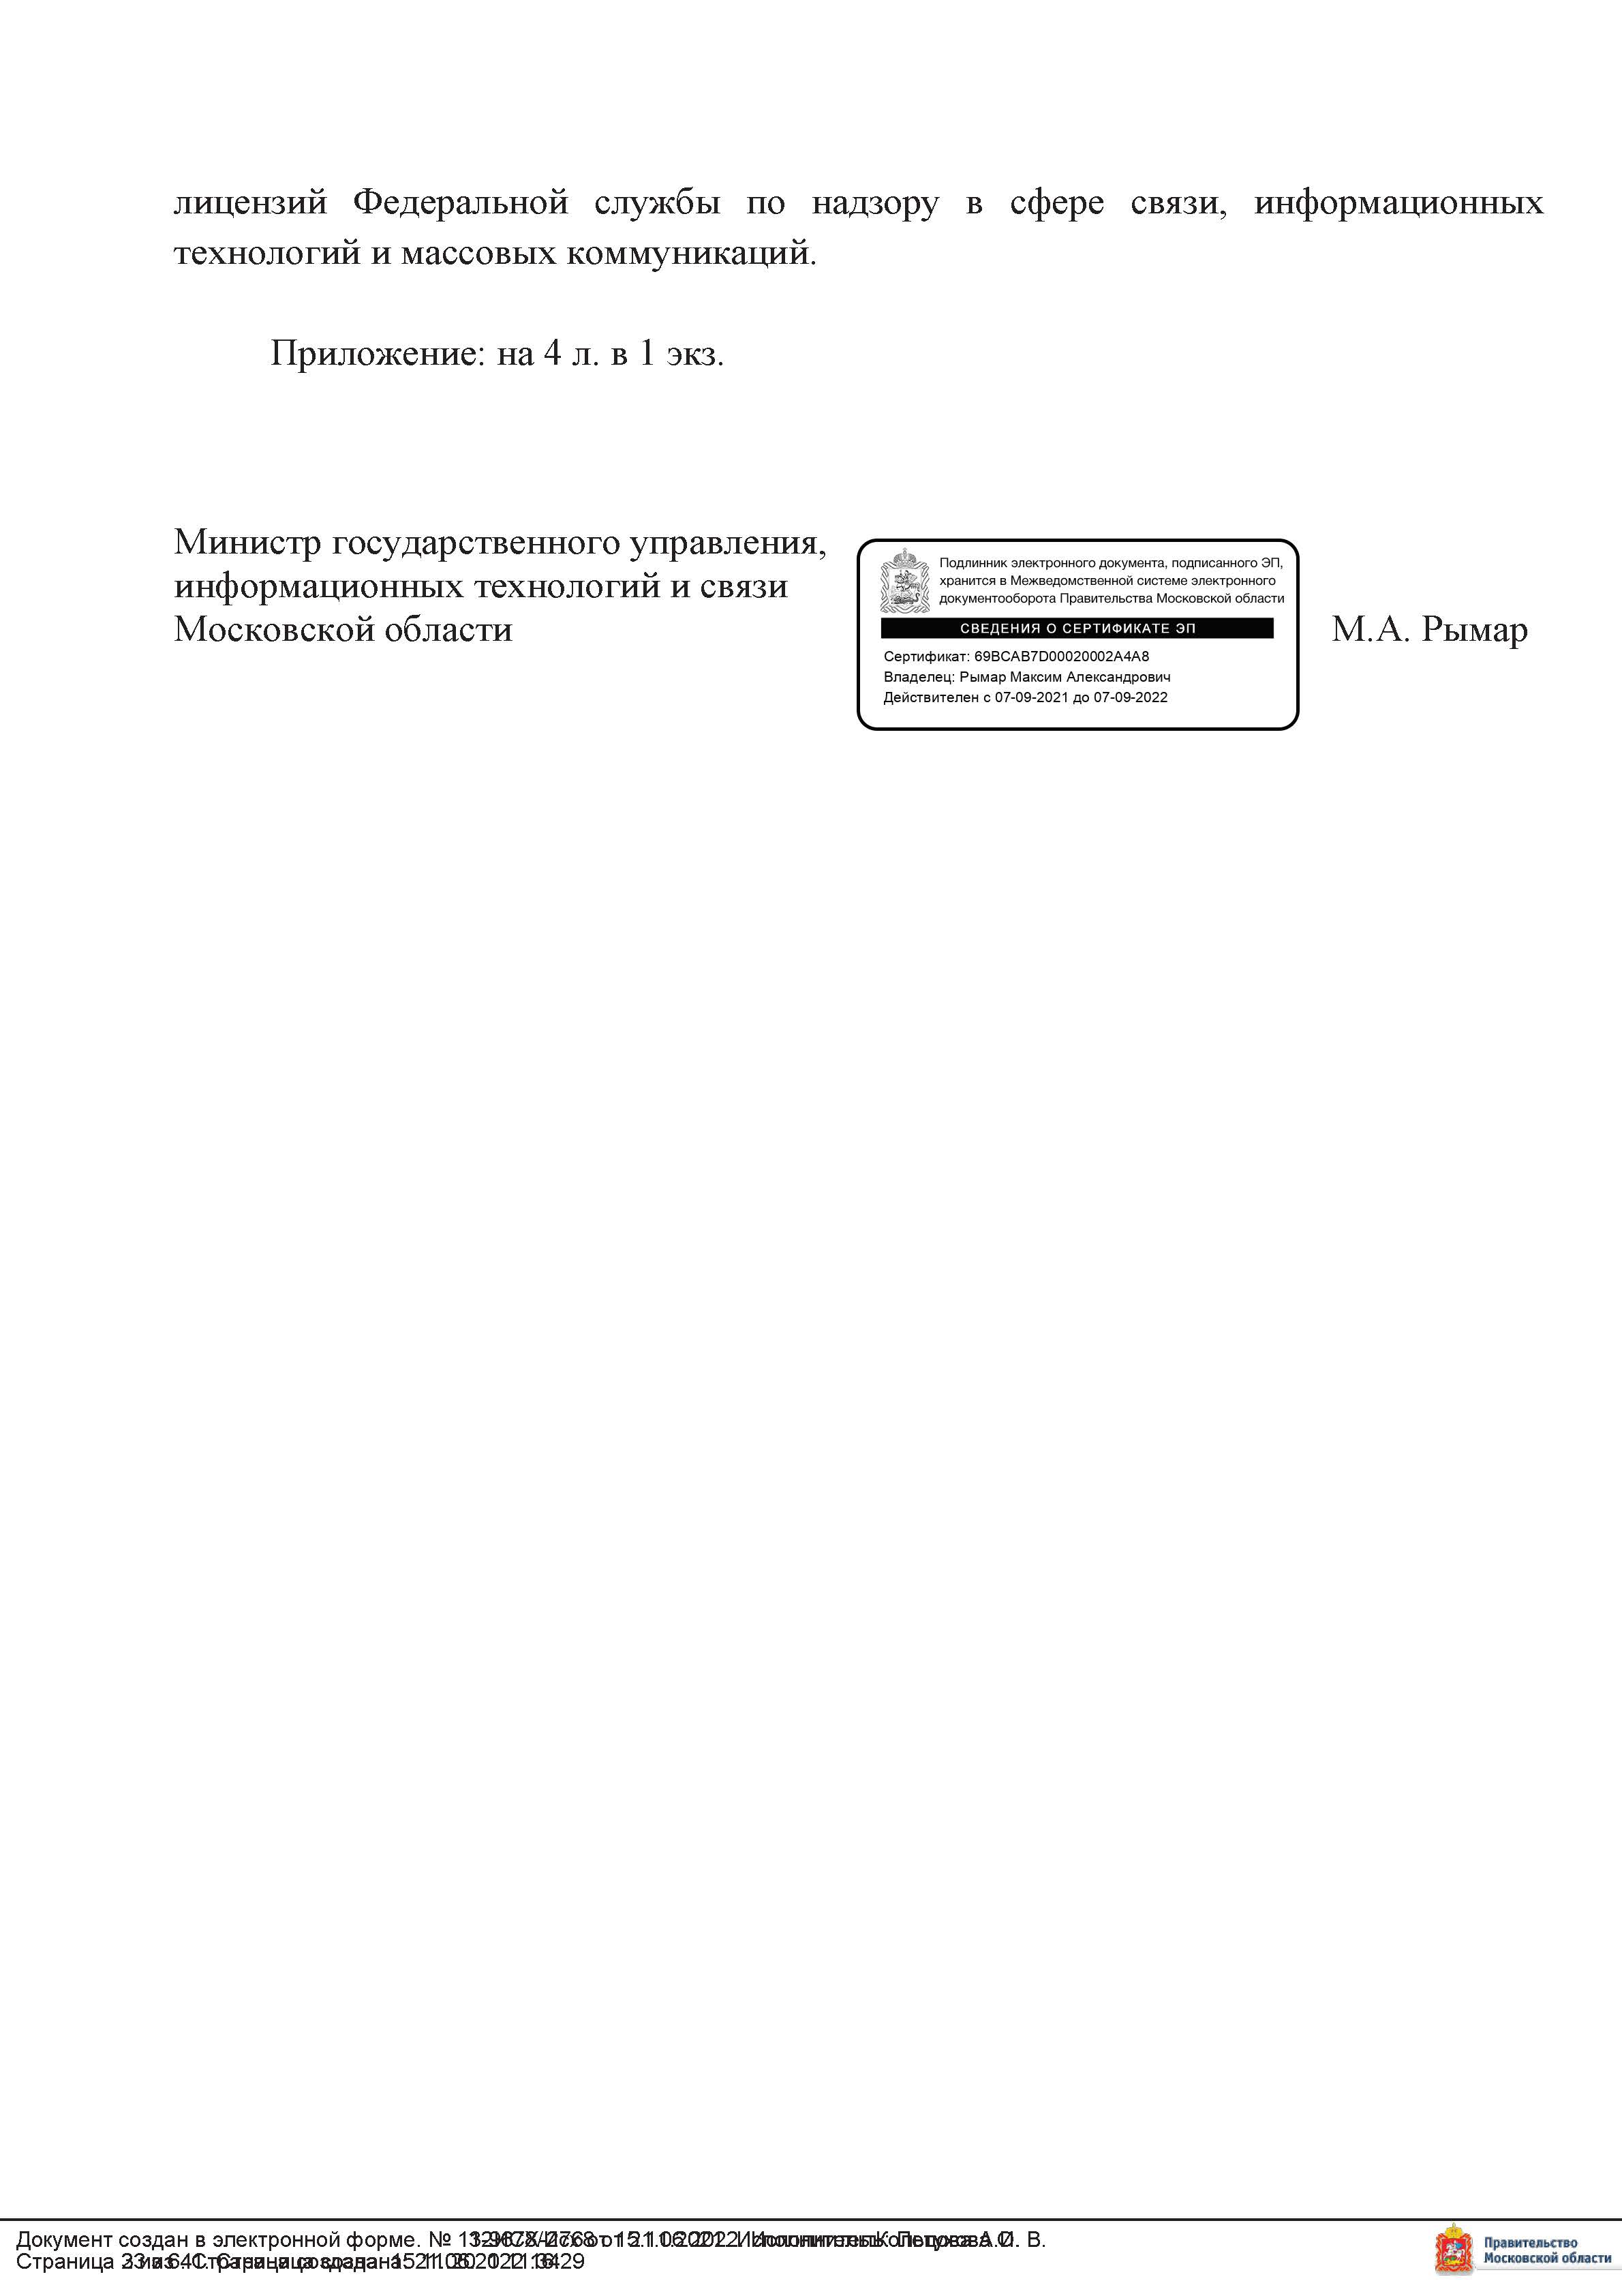 лицензий Федеральной службы по надзору в сфере связи, информационных
технологий и массовых коммуникаций.
Приложение: на 4 л. в 1 экз.
Министр государственного управления,
информационных технологий и связи
Московской области
Подлинник электронного документа, подписанного ЭП,
хранится в Межведомственной системе электронного
документооборота Правительства Московской области
СВЕДЕНИЯ О СЕРТИФИКАТЕ ЭП
Сертификат: 69BCAB7D00020002A4A8
Владелец: Рымар Максим Александрович
Действителен с 07-09-2021 до 07-09-2022
М.А. Рымар
Документ создан в электронной форме. №
Страница
Правительство
Московской области